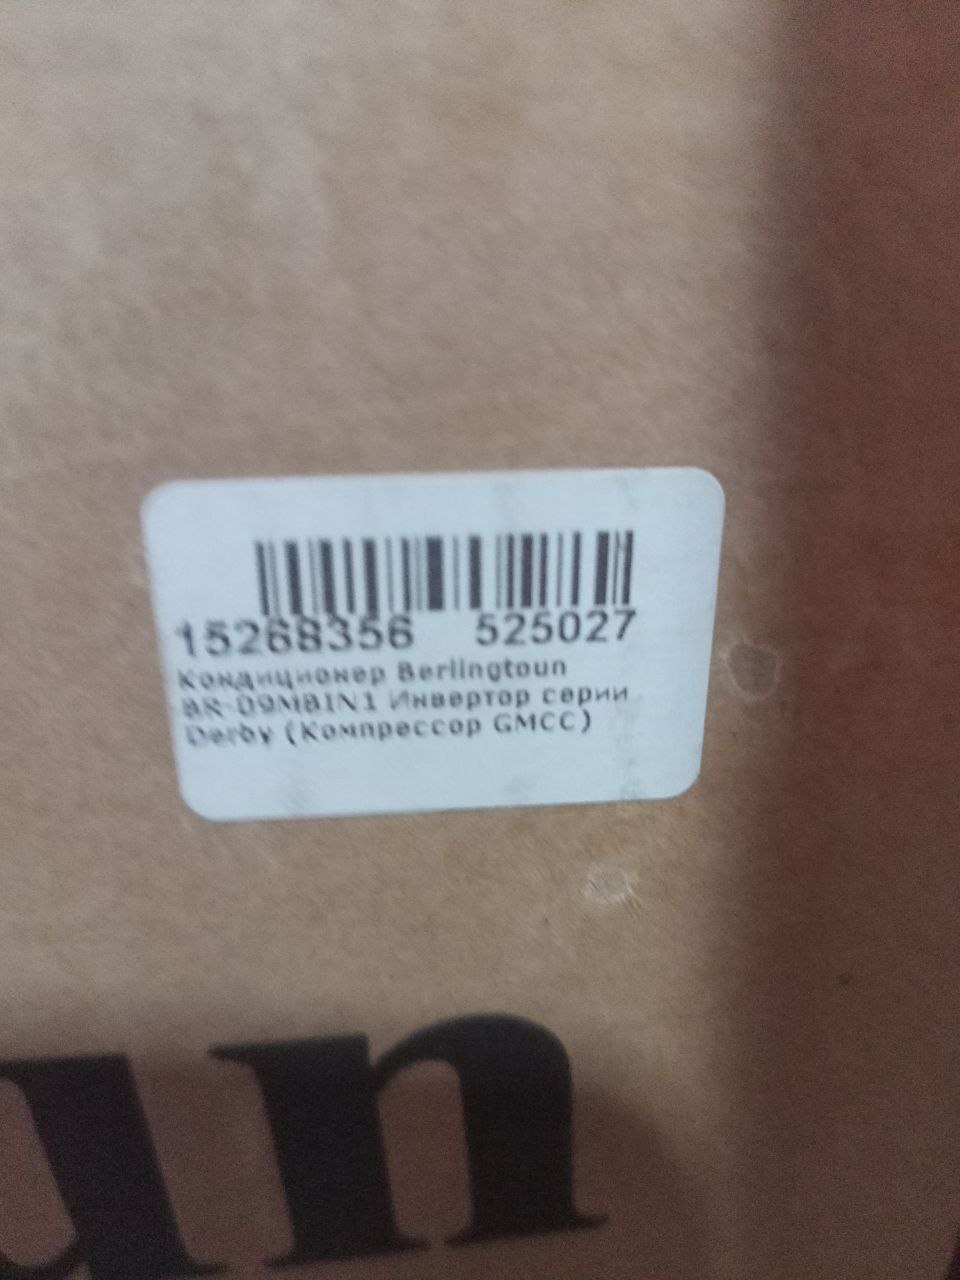 15268356 525027
Кондиционер Berlingtoun
BR-09MBIN1 Инвертор серии
Derby (Компрессор GMCC)
un